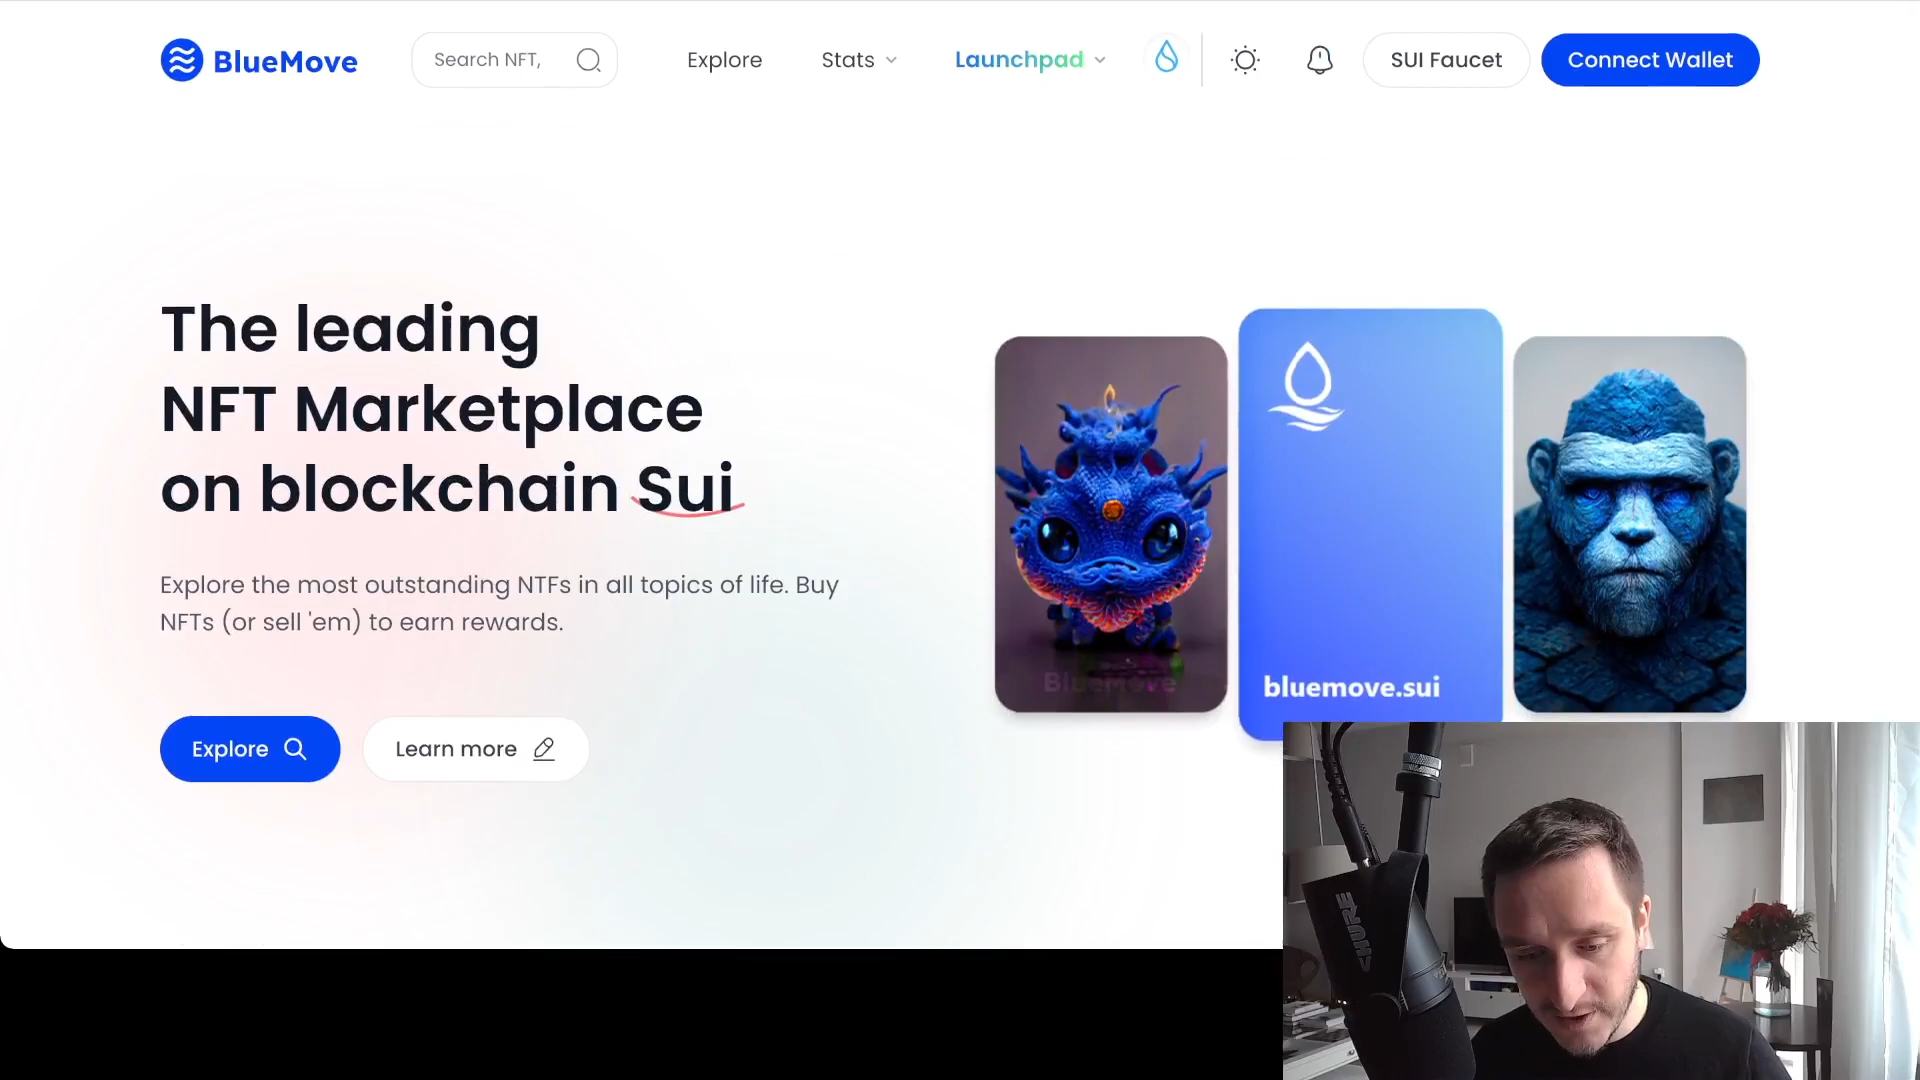 BlueMove
Search NFT,
Explore
Stats
Launchpad
SUI Faucet
Connect Wallet
The leading
NFT Marketplace
on blockchain Sui
Explore the most outstanding NTFs in all topics of life. Buy
NFTs (or sell 'em) to earn rewards.
Explore
Learn more
BlueMove
bluemove.sui
SHURE